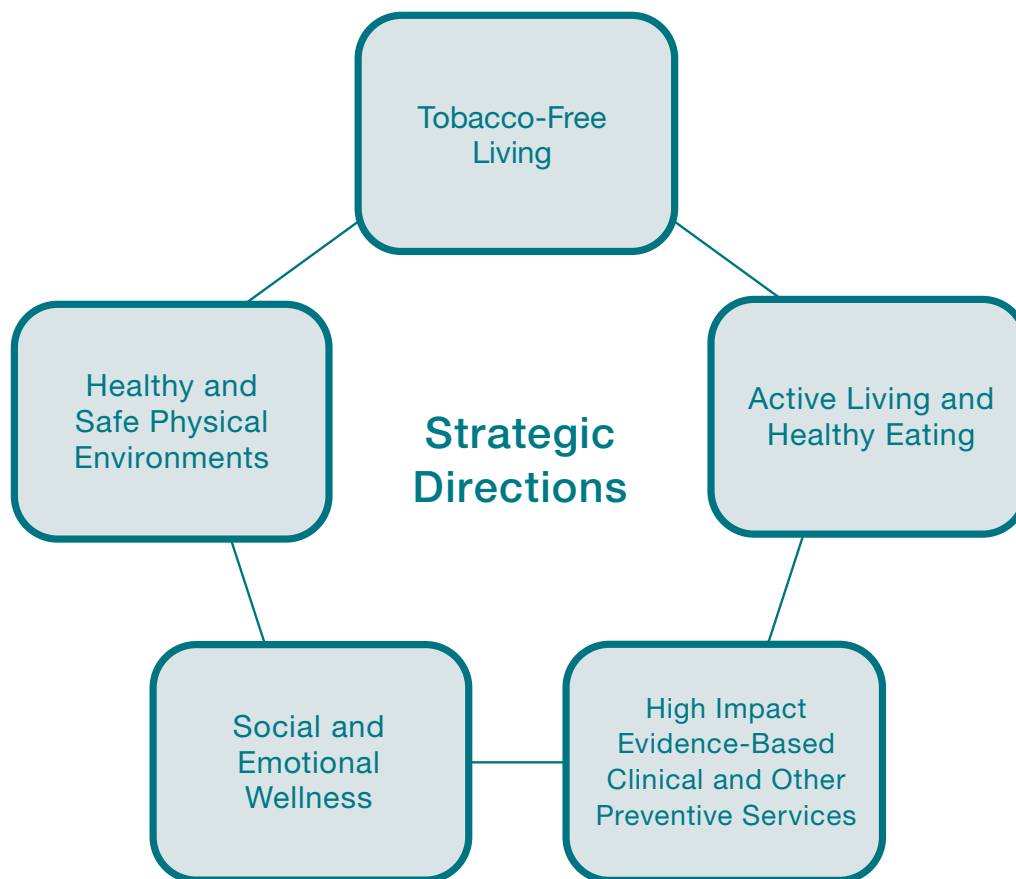 Tobacco-Free
Living
Healthy and
Safe Physical
Environments
Strategic
Directions
Active Living and
Healthy Eating
Social and
Emotional
Wellness
High Impact
Evidence-Based
Clinical and Other
Preventive Services